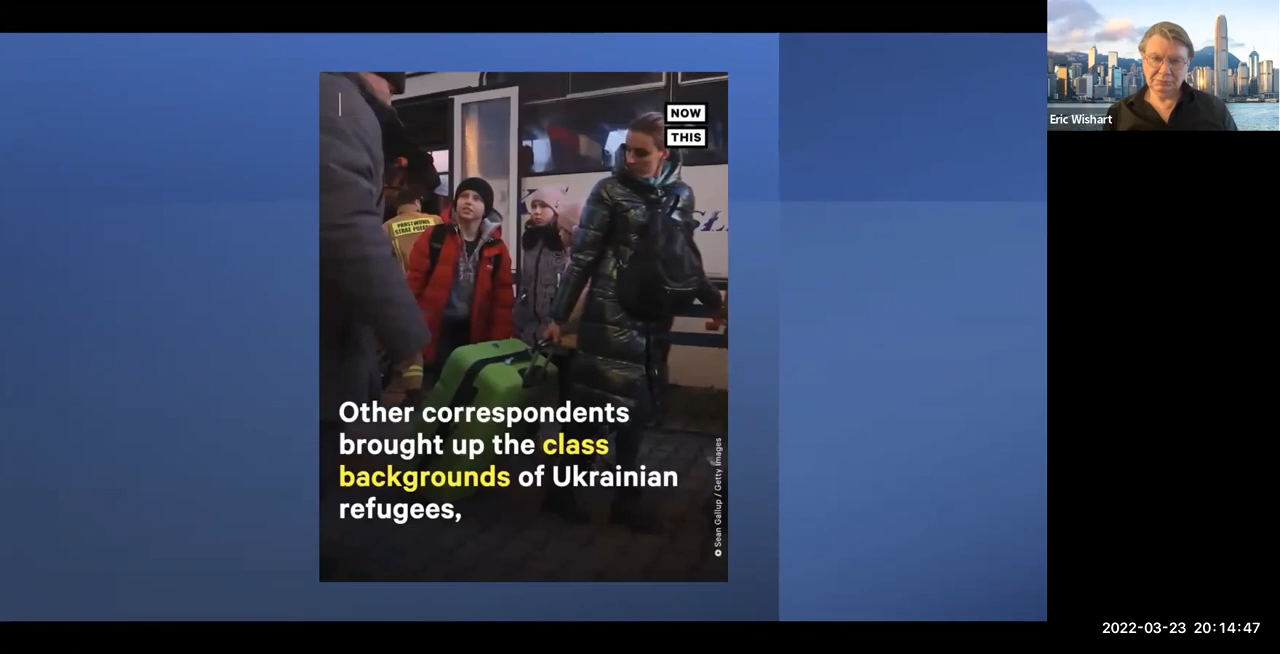 NOW
THIS
PAŃSTWOWA
Other correspondents
brought up the class
backgrounds of Ukrainian
refugees,
© Sean Gallup / Getty Images
Eric Wishart
2022-03-23 20:14:47